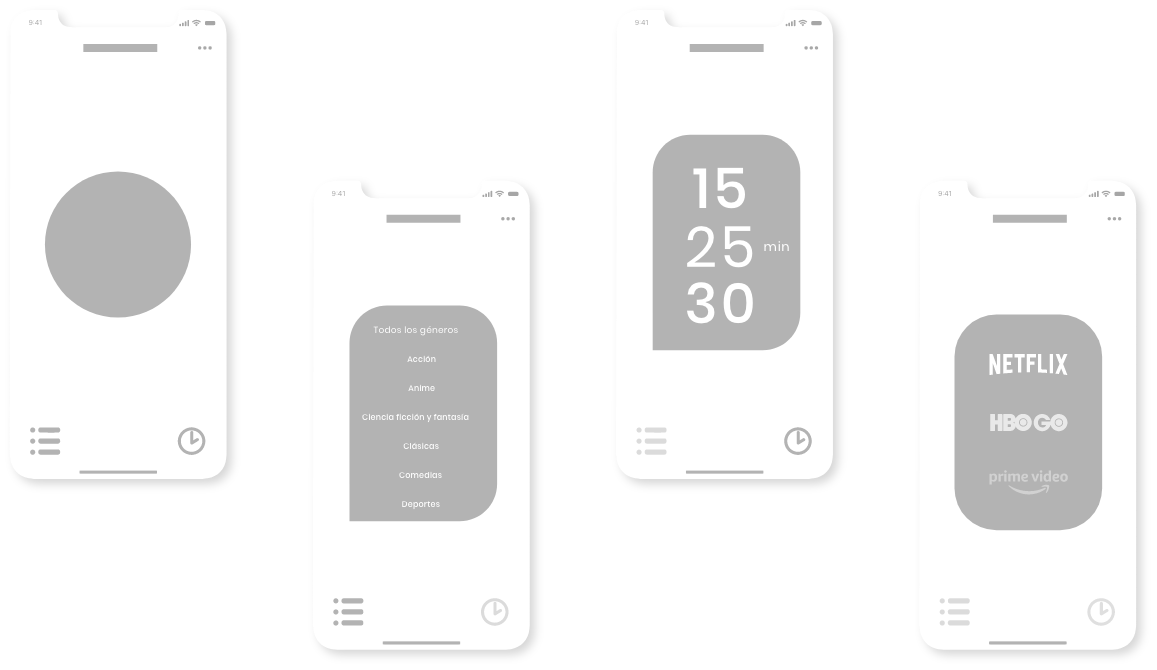 9:41
9:41
Todos los géneros
Acción
Anime
Ciencia ficción y fantasía
Clásicas
Comedias
Deportes
9:41
15
25 min
30
9:41
NETFLIX
HBO GO
prime video